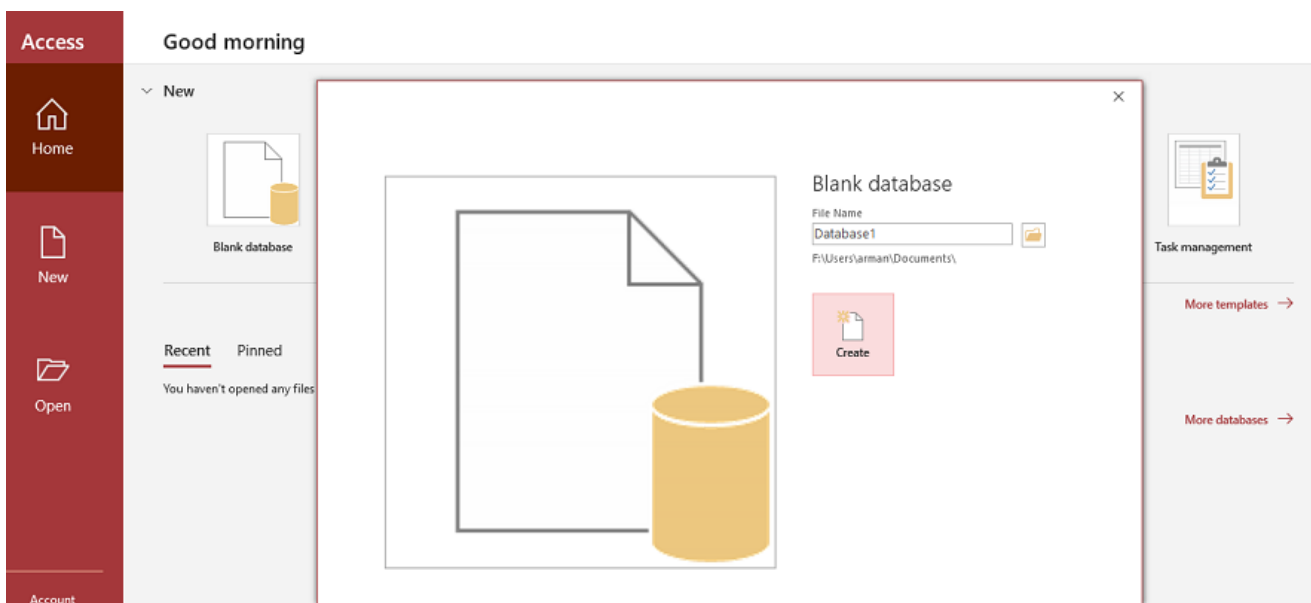 Access
Good morning
Home
New
Open
Account
New
Blank database
Blank database
File Name
Database1
F:\Users\arman\Documents\
Create
Task management
More templates
Recent Pinned
You haven't opened any files
More databases